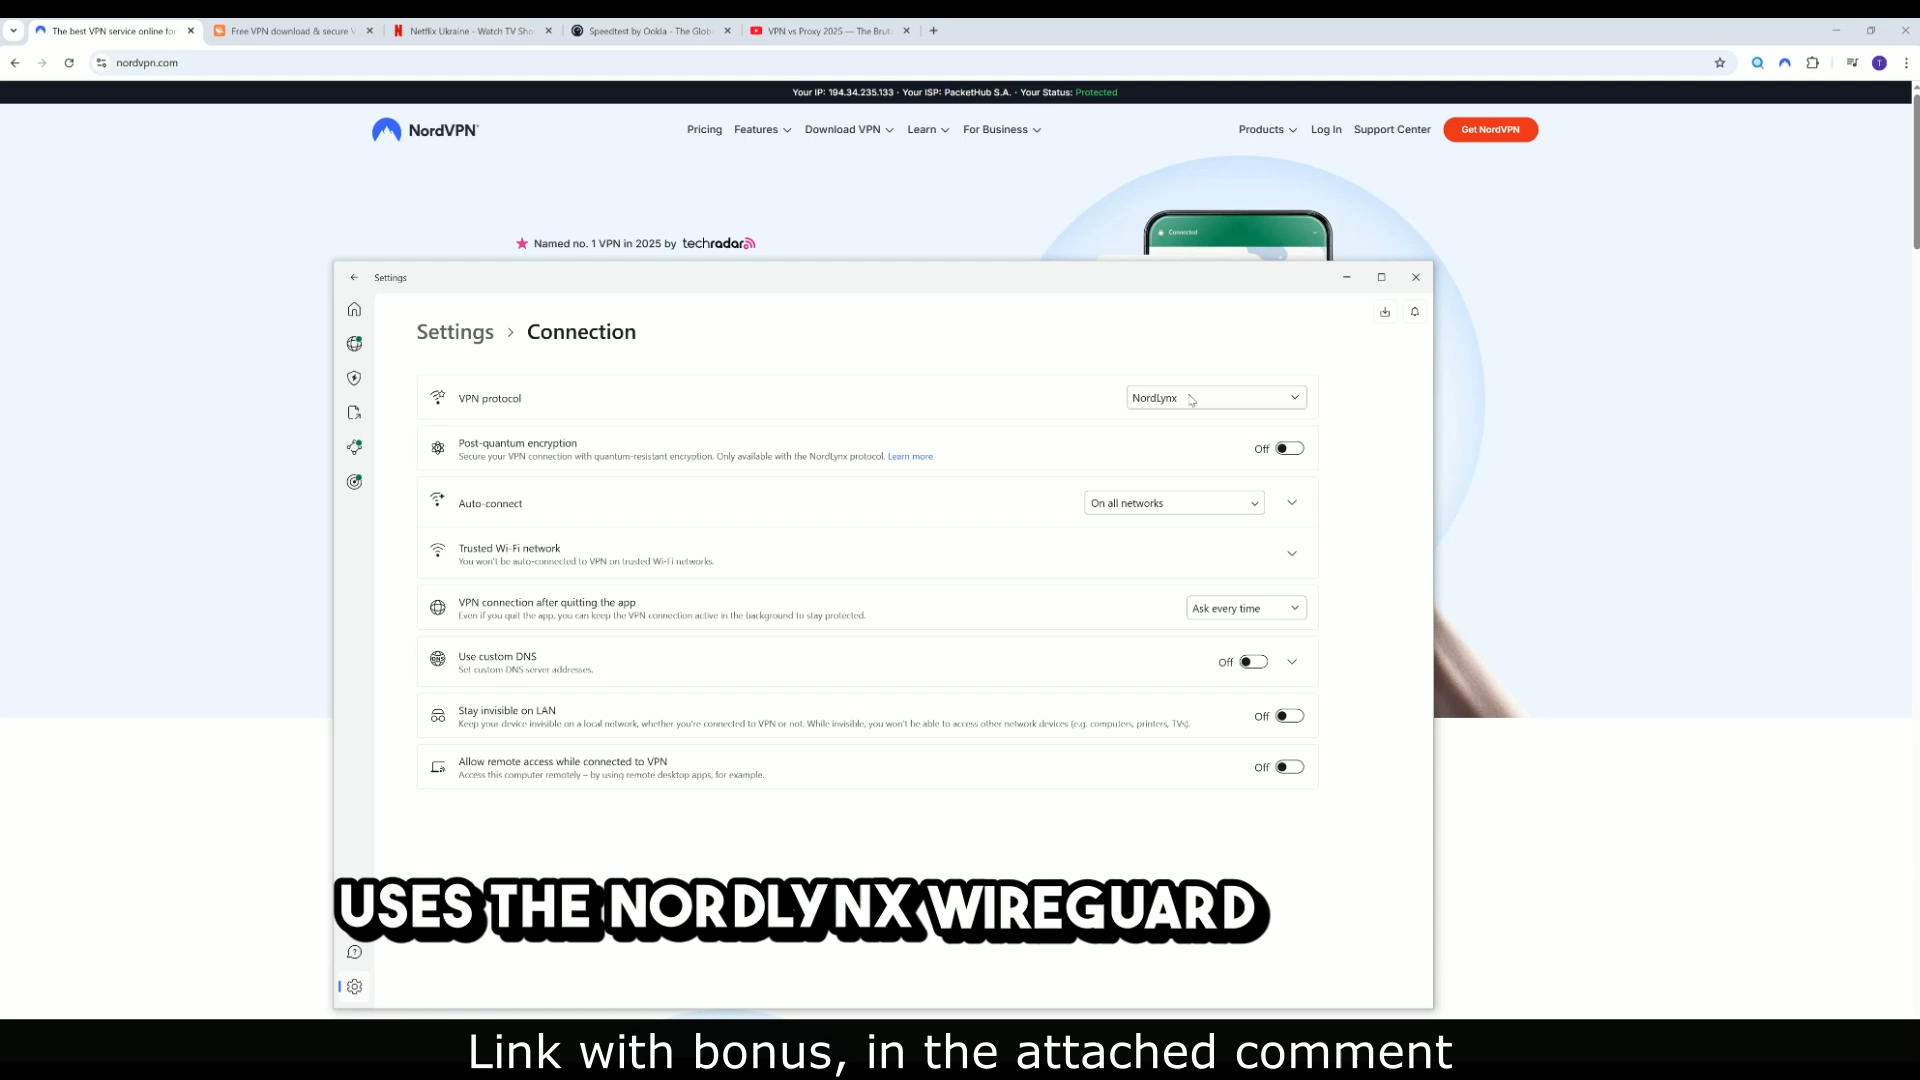 The best VPN service online fo
Free VPN download & secure V
Netflix Ukraine - Watch TV Sho
Speedtest by Ookla - The Glob
VPN vs Proxy 2025 — The Brut
nordvpn.com
T
Your IP: 194.34.235.133 · Your ISP: PacketHub S.A. · Your Status: Protected
NordVPN®
Pricing
Features
Download VPN
Learn
For Business
Products
Log In
Support Center
Get NordVPN
Named no. 1 VPN in 2025 by techradar
Connected
Settings
Settings > Connection
VPN protocol
NordLynx
Post-quantum encryption
Off
Secure your VPN connection with quantum-resistant encryption. Only available with the NordLynx protocol. Learn more
Auto-connect
On all networks
Trusted Wi-Fi network
You won't be auto-connected to VPN on trusted Wi-Fi networks.
VPN connection after quitting the app
Ask every time
Even if you quit the app, you can keep the VPN connection active in the background to stay protected.
DNS
Use custom DNS
Off
Set custom DNS server addresses.
Stay invisible on LAN
Off
Keep your device invisible on a local network, whether you're connected to VPN or not. While invisible, you won't be able to access other network devices (e.g. computers, printers, TVs).
Allow remote access while connected to VPN
Off
Access this computer remotely – by using remote desktop apps, for example.
USES THE NORDLYNX WIREGUARD
Link with bonus, in the attached comment